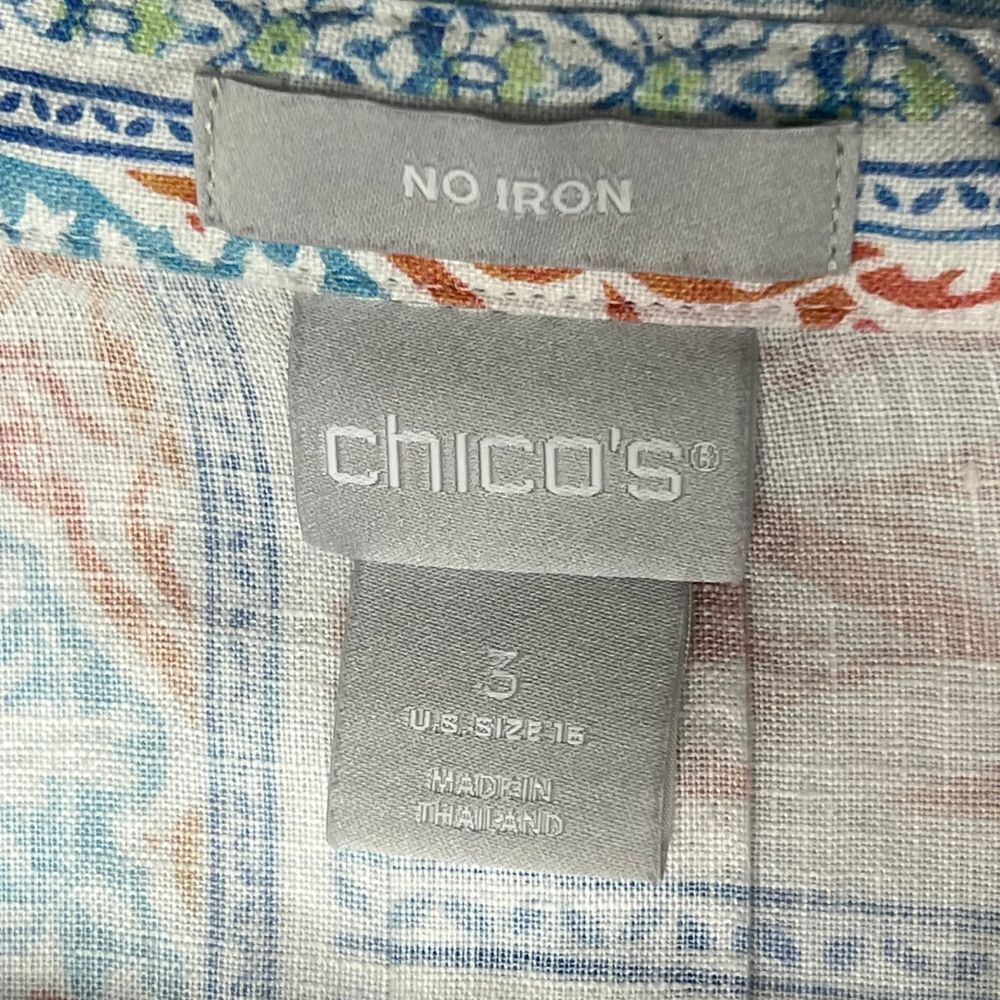 NO IRON
chico's®
3
U.S. SIZE 16
MADE IN
THAILAND